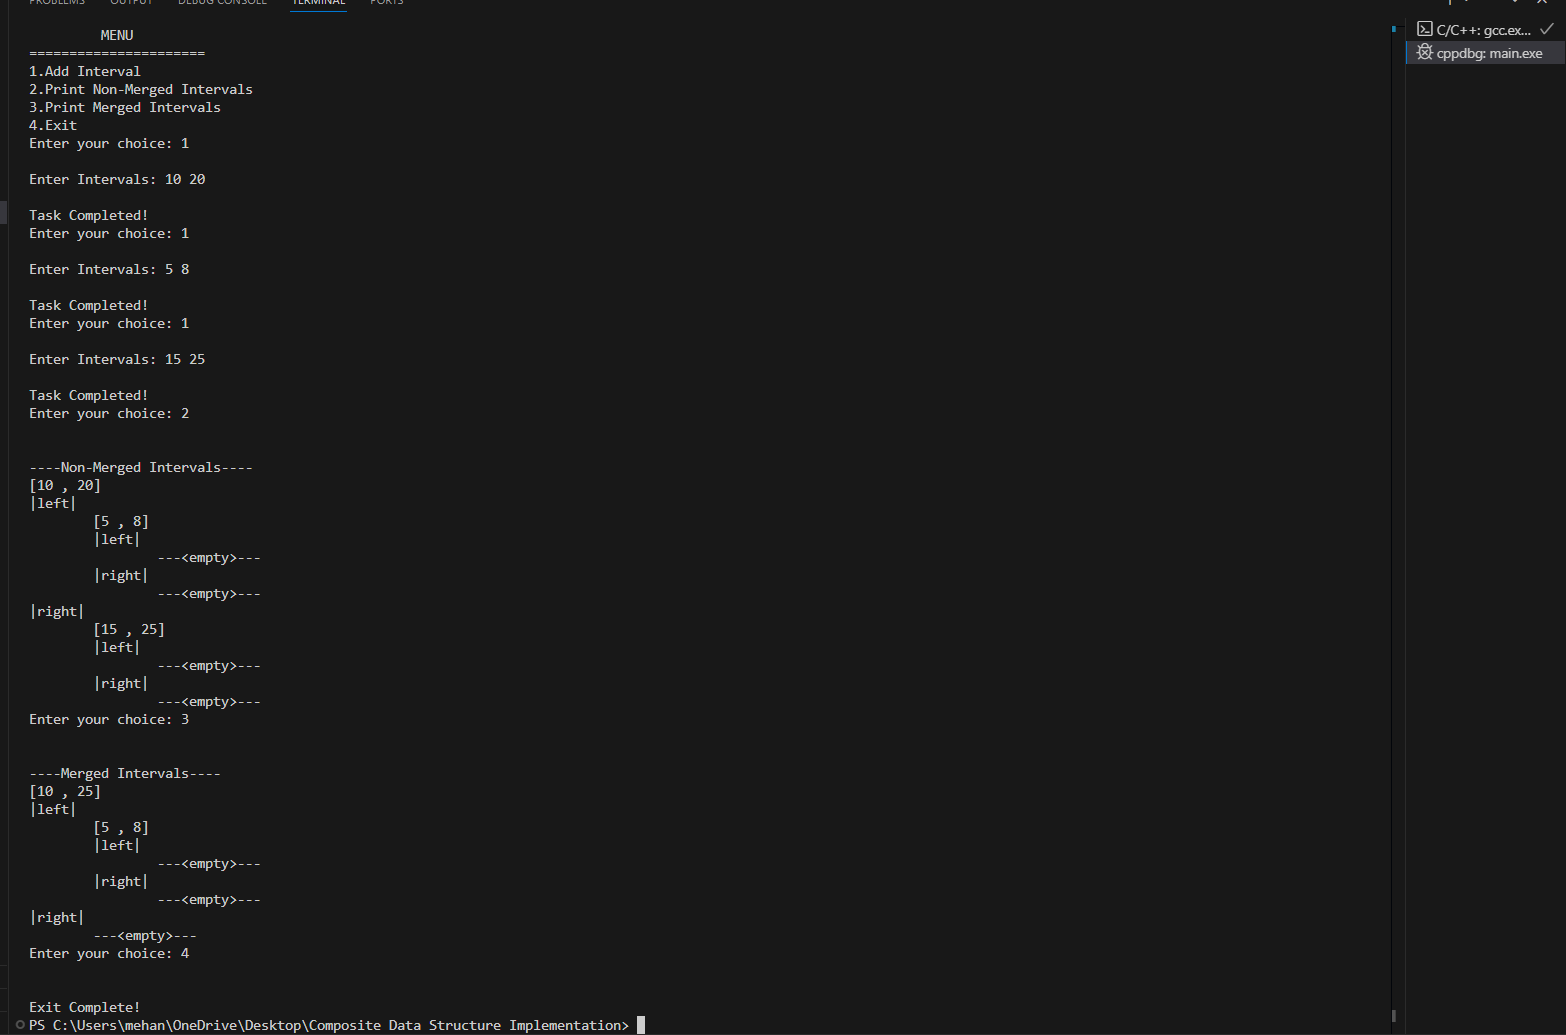 PROBLEMS OUTPUT DEBUG CONSOLE TERMINAL PORTS
MENU
======================
1.Add Interval
2.Print Non-Merged Intervals
3.Print Merged Intervals
4.Exit
Enter your choice: 1
Enter Intervals: 10 20
Task Completed!
Enter your choice: 1
Enter Intervals: 5 8
Task Completed!
Enter your choice: 1
Enter Intervals: 15 25
Task Completed!
Enter your choice: 2
----Non-Merged Intervals----
[10 , 20]
|left|
[5 , 8]
|left|
---<empty>---
|right|
---<empty>---
|right|
[15 , 25]
|left|
---<empty>---
|right|
---<empty>---
Enter your choice: 3
----Merged Intervals----
[10 , 25]
|left|
[5 , 8]
|left|
---<empty>---
|right|
---<empty>---
|right|
---<empty>---
Enter your choice: 4
Exit Complete!
PS C:\Users\mehan\OneDrive\Desktop\Composite Data Structure Implementation>
C/C++: gcc.ex...
cppdbg: main.exe